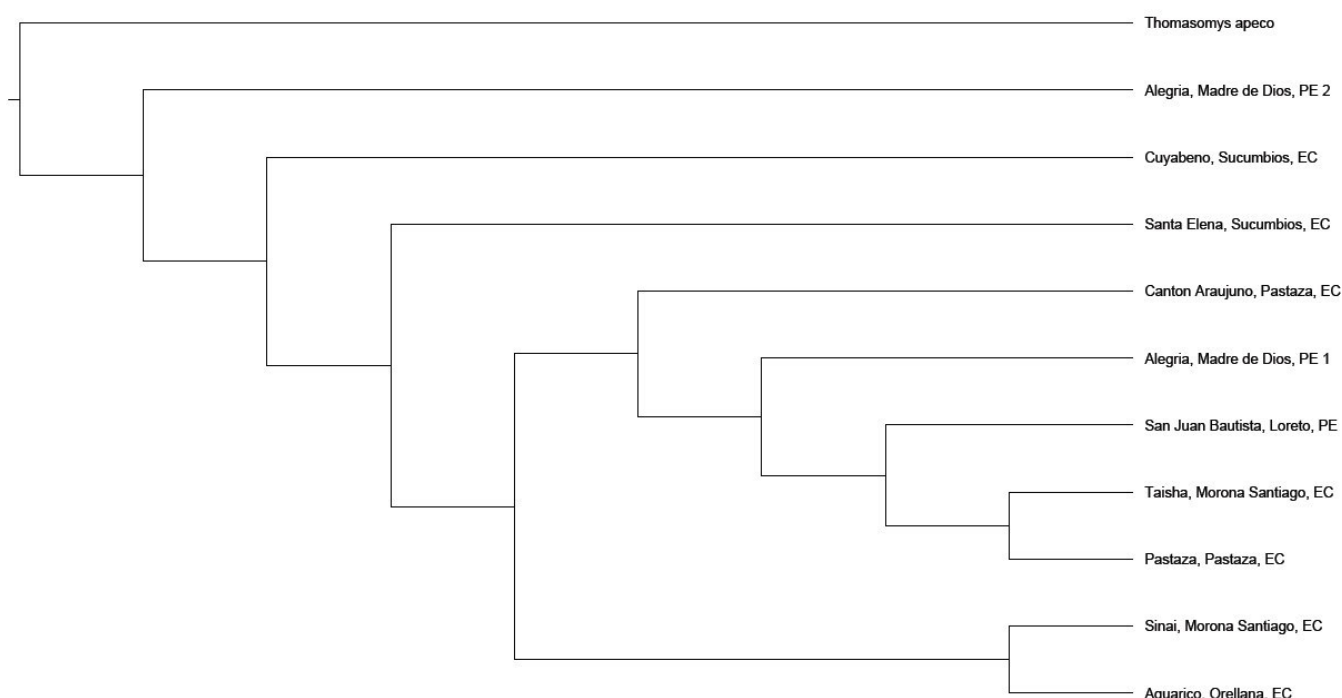 Thomasomys apeco
Alegria, Madre de Dios, PE 2
Cuyabeno, Sucumbios, EC
Santa Elena, Sucumbios, EC
Canton Araujuno, Pastaza, EC
Alegria, Madre de Dios, PE 1
San Juan Bautista, Loreto, PE
Taisha, Morona Santiago, EC
Pastaza, Pastaza, EC
Sinai, Morona Santiago, EC
Aguarico, Orellana, EC